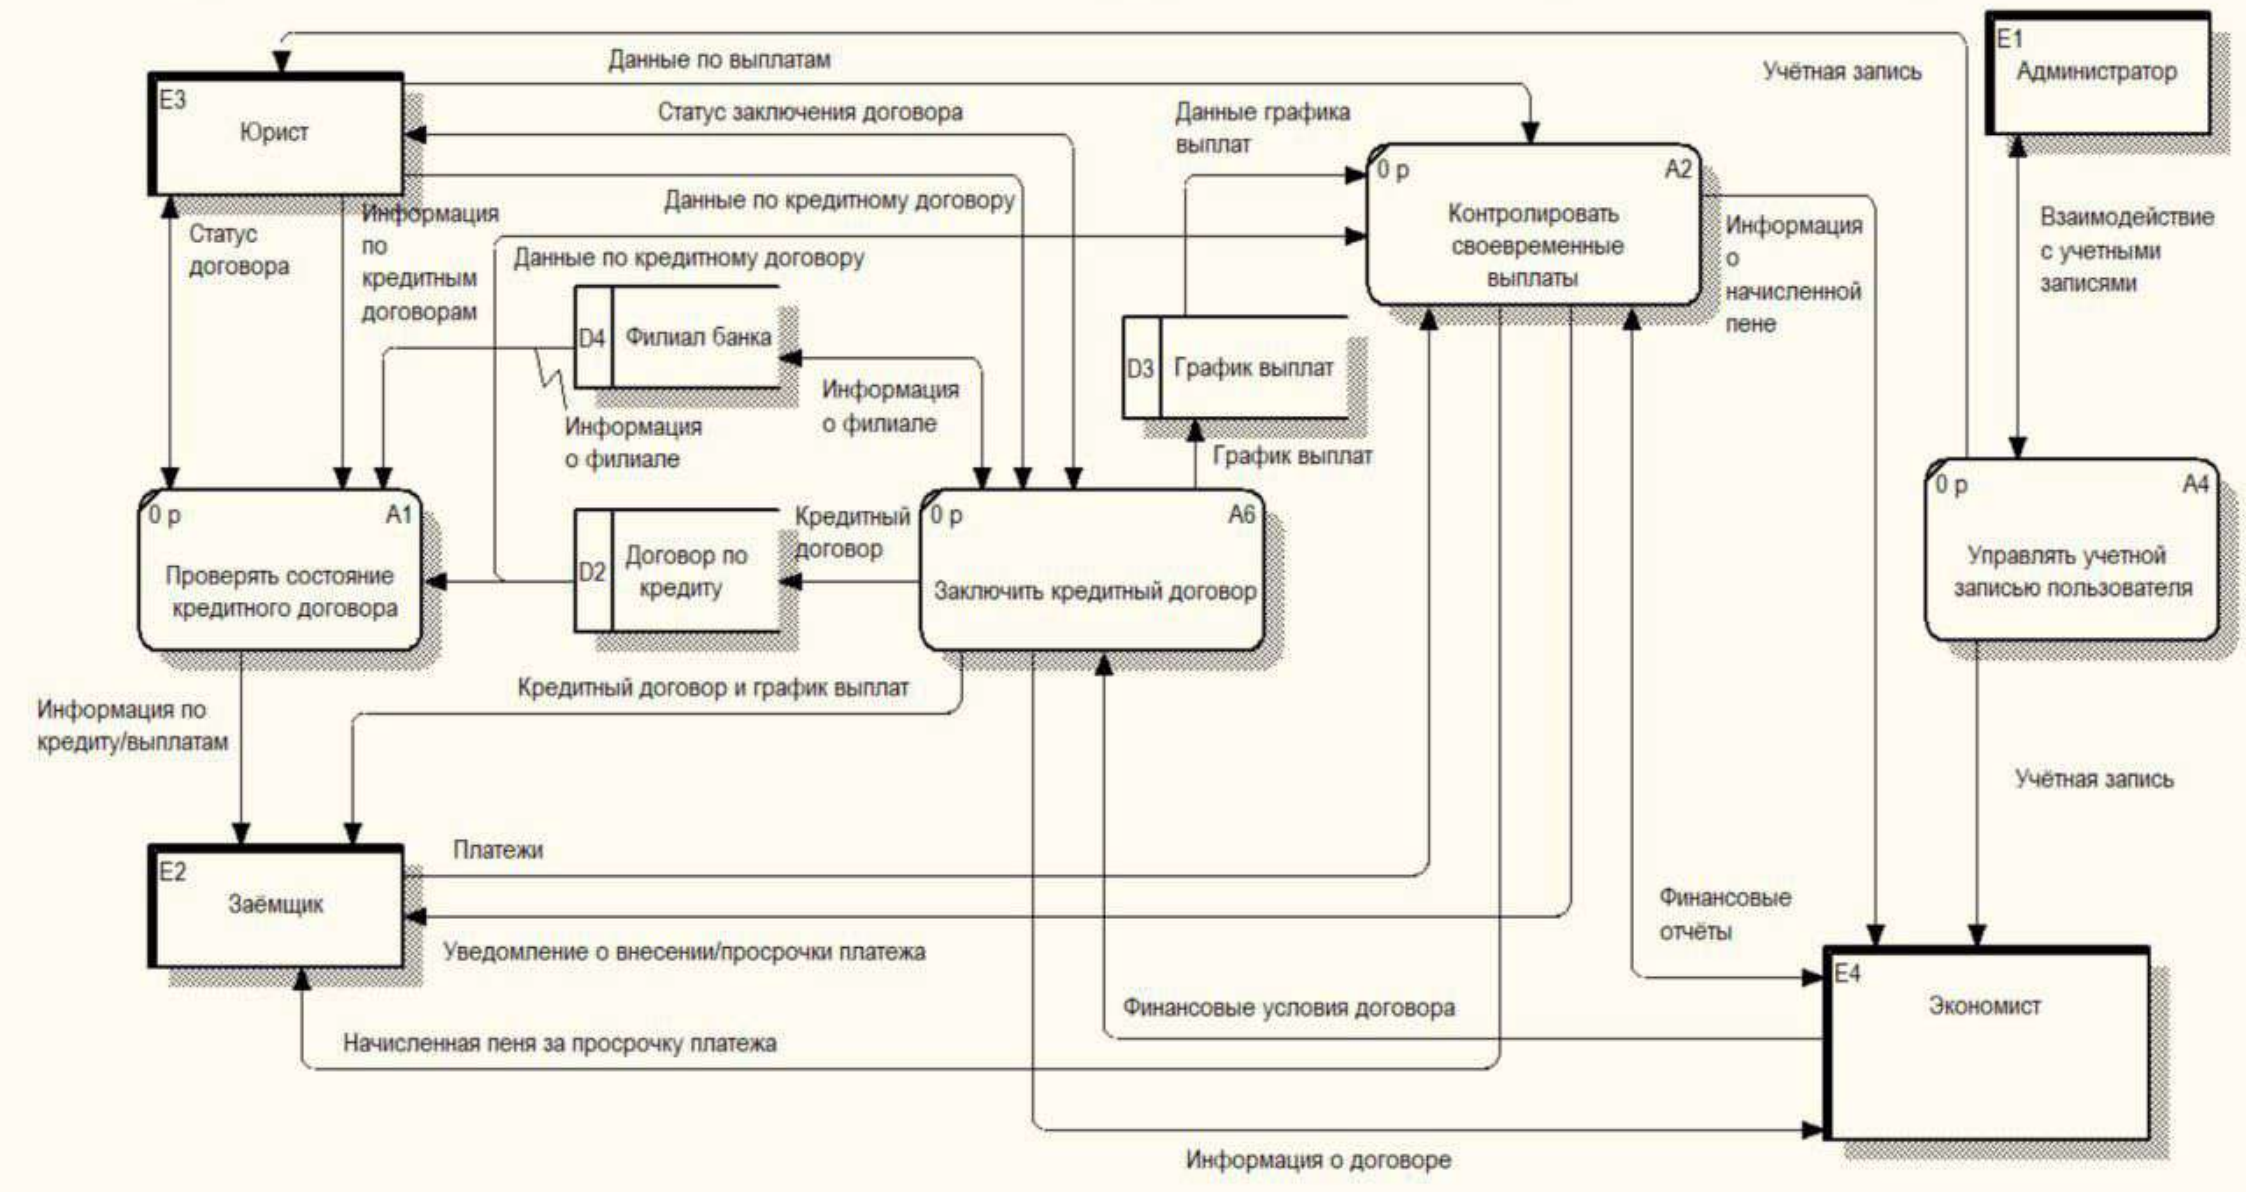 E1
Администратор
Учётная запись
Данные по выплатам
E3
Юрист
Статус заключения договора
Данные графика
выплат
0 р
A2
Контролировать
своевременные
выплаты
Данные по кредитному договору
Информация
по
кредитным
договорам
Статус
договора
Данные по кредитному договору
Информация
о
начисленной
пене
Взаимодействие
с учетными
записями
D4
Филиал банка
Информация
о филиале
D3
График выплат
Информация
о филиале
График выплат
0 р
A1
Проверять состояние
кредитного договора
D2
Договор по
кредиту
Кредитный
договор
0 р
A6
Заключить кредитный договор
0 р
A4
Управлять учетной
записью пользователя
Информация по
кредиту/выплатам
Кредитный договор и график выплат
Учётная запись
E2
Заёмщик
Платежи
Уведомление о внесении/просрочки платежа
Финансовые
отчёты
E4
Экономист
Финансовые условия договора
Начисленная пеня за просрочку платежа
Информация о договоре